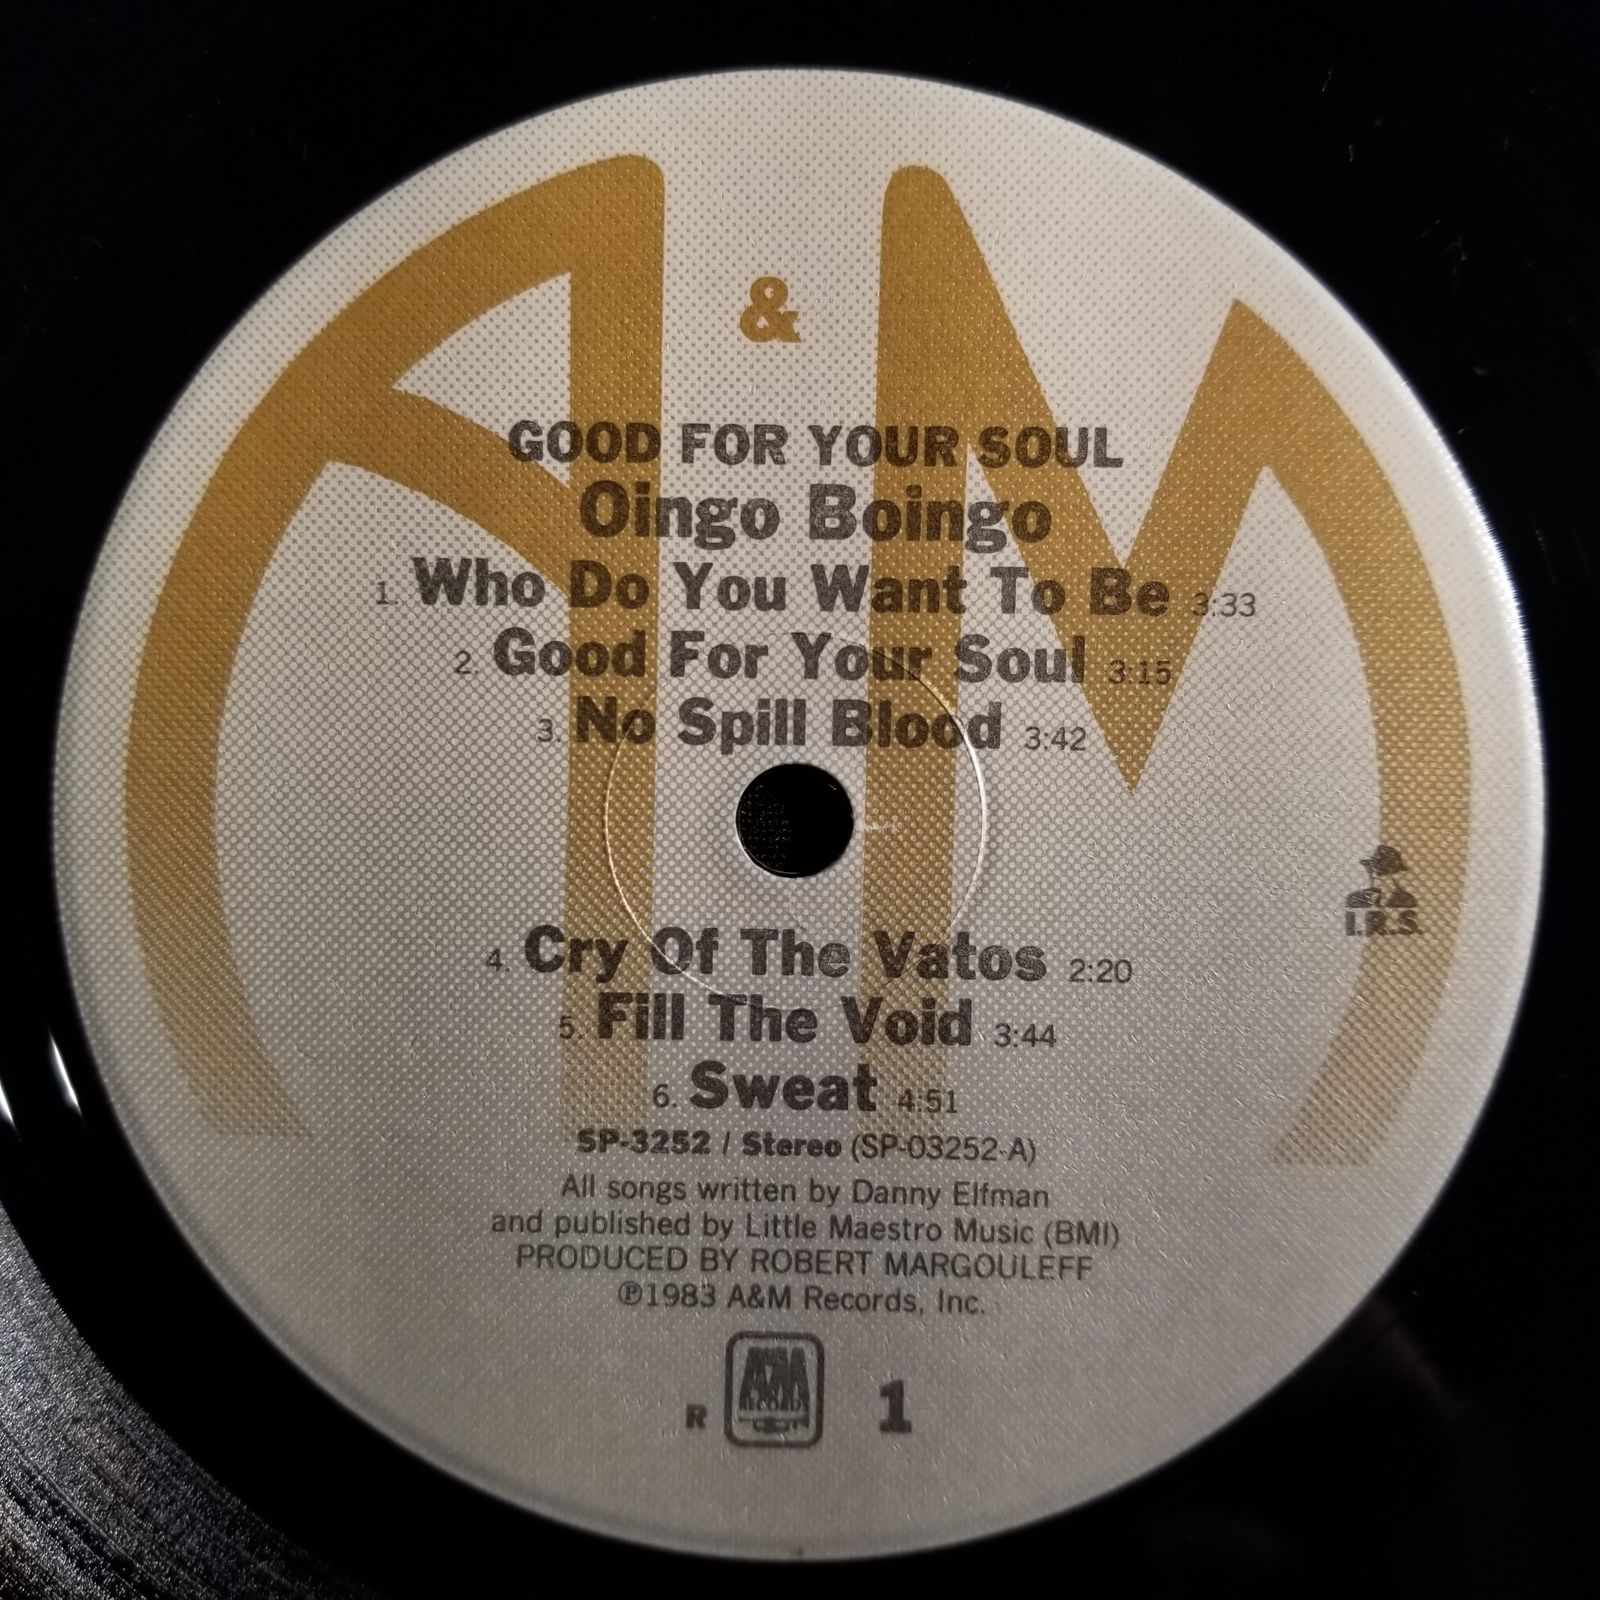 A & M
GOOD FOR YOUR SOUL
Oingo Boingo
1. Who Do You Want To Be 3:33
2. Good For Your Soul 3:15
3. No Spill Blood 3:42
I.R.S.
4. Cry Of The Vatos 2:20
5. Fill The Void 3:44
6. Sweat 4:51
SP-3252 / Stereo (SP-03252-A)
All songs written by Danny Elfman
and published by Little Maestro Music (BMI)
PRODUCED BY ROBERT MARGOULEFF
℗1983 A&M Records, Inc.
A&M
RECORDS
R 1